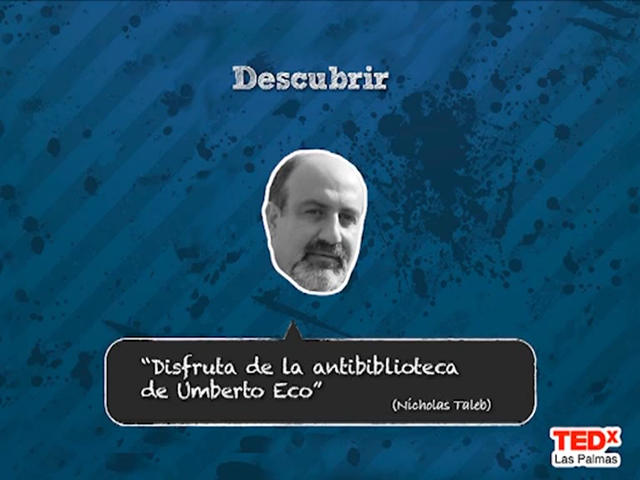 Descubrir
“Disfruta de la antibiblioteca
de Umberto Eco”
(Nicholas Taleb)
TEDx
Las Palmas